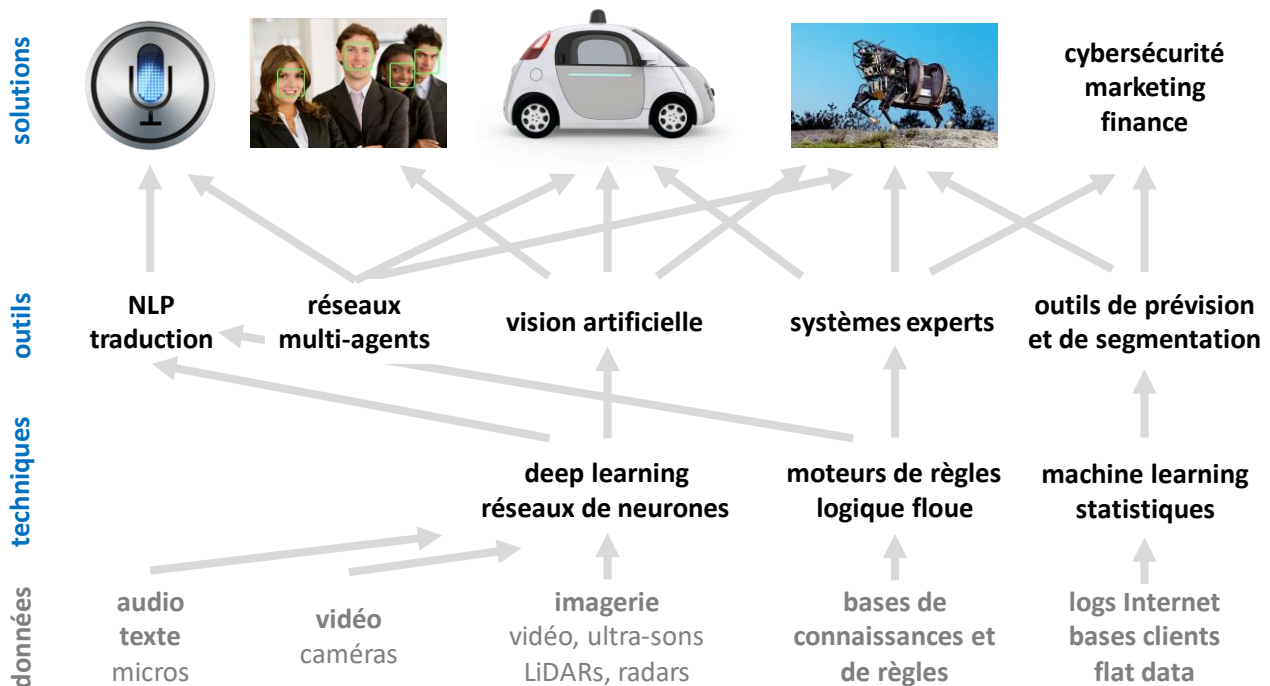 solutions
cybersécurité
marketing
finance
outils
NLP
traduction
réseaux
multi-agents
vision artificielle
systèmes experts
outils de prévision
et de segmentation
techniques
deep learning
réseaux de neurones
moteurs de règles
logique floue
machine learning
statistiques
données
audio
texte
micros
vidéo
caméras
imagerie
vidéo, ultra-sons
LiDARs, radars
bases de
connaissances et
de règles
logs Internet
bases clients
flat data